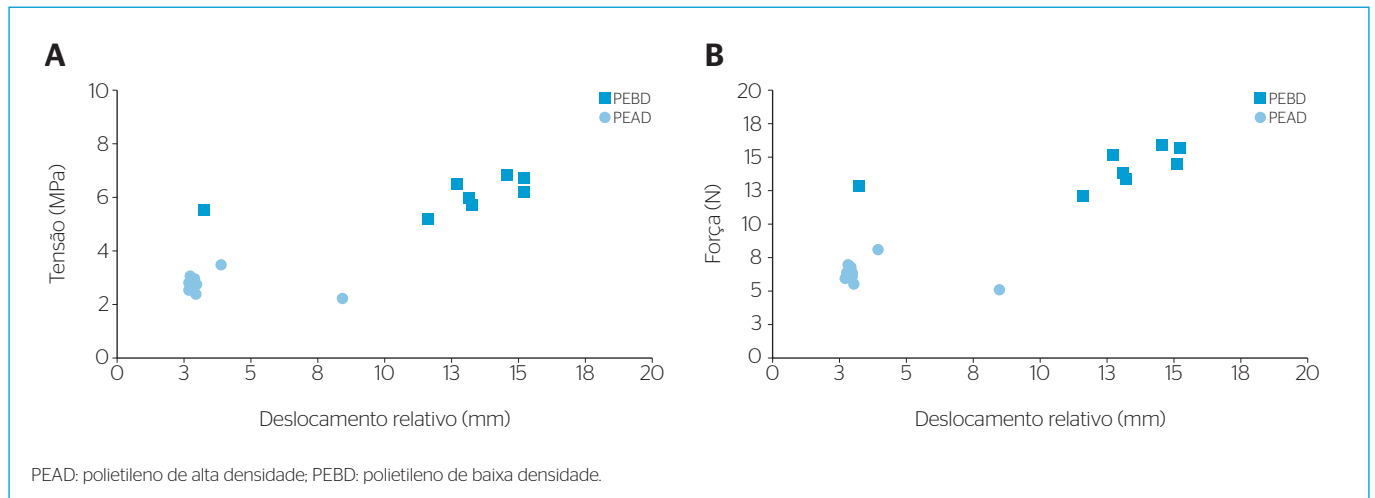 A
Tensão (MPa)
10
8
6
4
2
0
0 3 5 8 10 13 15 18 20
Deslocamento relativo (mm)
PEBD
PEAD
B
Força (N)
20
18
15
13
10
8
5
3
0
0 3 5 8 10 13 15 18 20
Deslocamento relativo (mm)
PEBD
PEAD
PEAD: polietileno de alta densidade; PEBD: polietileno de baixa densidade.